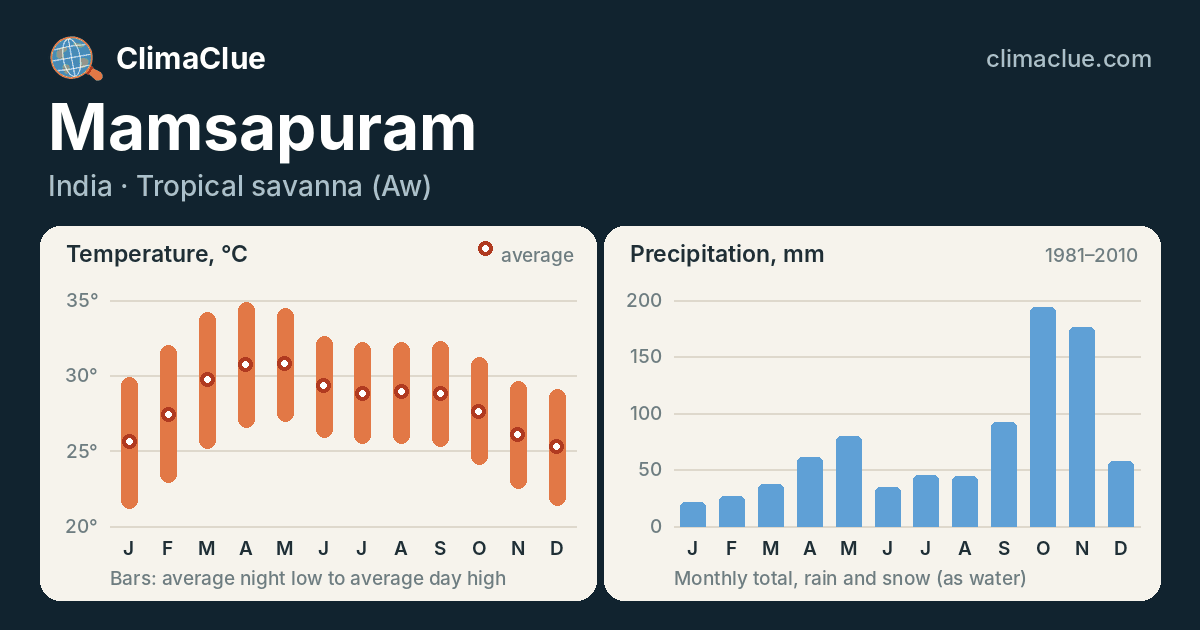 ClimaClue
climaclue.com
Mamsapuram
India · Tropical savanna (Aw)
Temperature, °C
average
35°
30°
25°
20°
J F M A M J J A S O N D
Bars: average night low to average day high
Precipitation, mm
1981–2010
200
150
100
50
0
J F M A M J J A S O N D
Monthly total, rain and snow (as water)